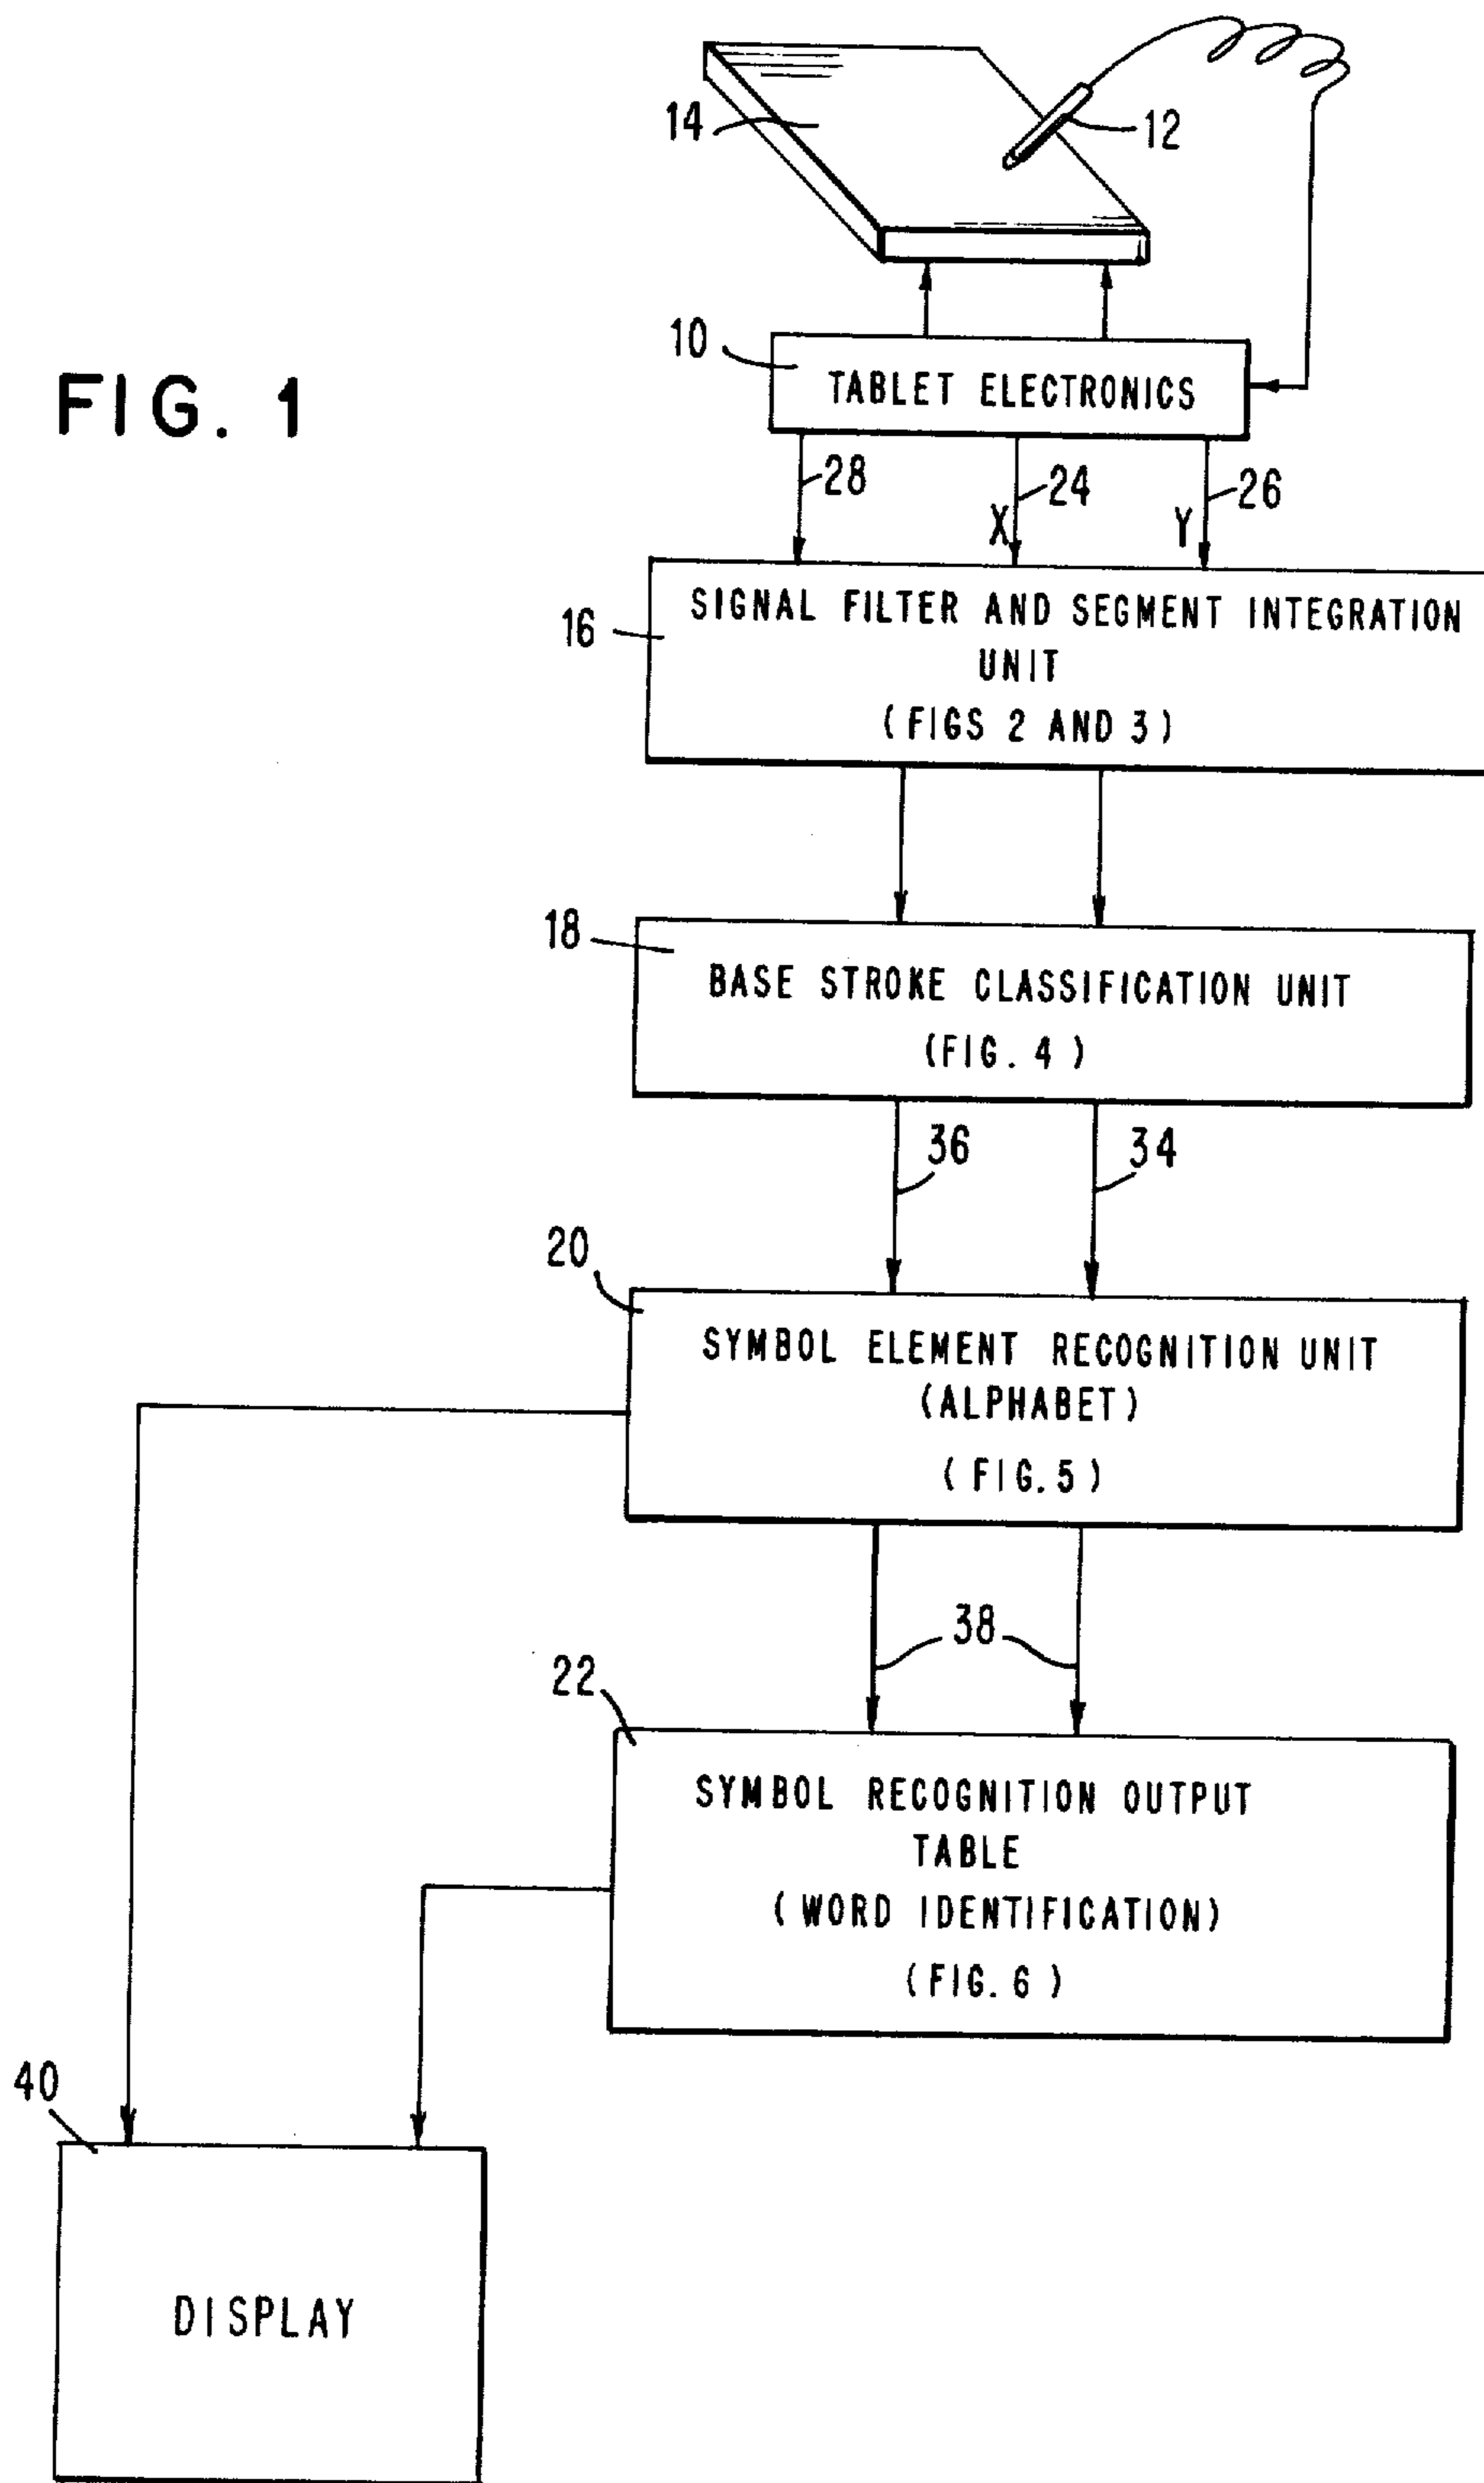 14
12
FIG. 1
10
TABLET ELECTRONICS
28
24
26
X
Y
16
SIGNAL FILTER AND SEGMENT INTEGRATION
UNIT
(FIGS 2 AND 3)
18
BASE STROKE CLASSIFICATION UNIT
(FIG. 4)
36
34
20
SYMBOL ELEMENT RECOGNITION UNIT
(ALPHABET)
(FIG. 5)
38
22
SYMBOL RECOGNITION OUTPUT
TABLE
(WORD IDENTIFICATION)
(FIG. 6)
40
DISPLAY